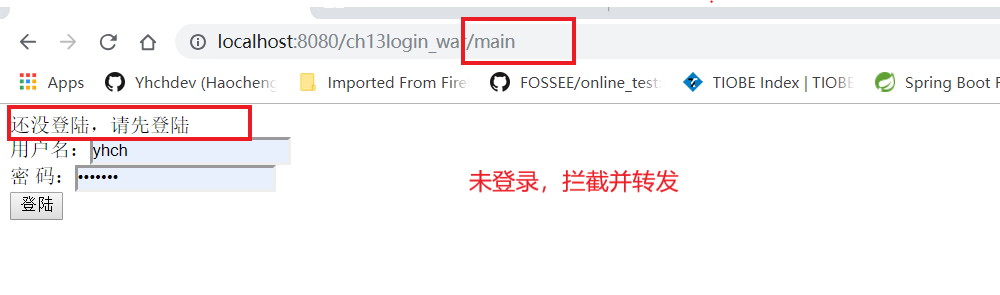 localhost:8080/ch13login_war/main
Apps Yhchdev (Haocheng Imported From Fire FOSSEE/online_test: TIOBE Index | TIOB Spring Boot F
还没登陆，请先登陆
用户名：yhch
密 码：•••••••
未登录，拦截并转发
登陆